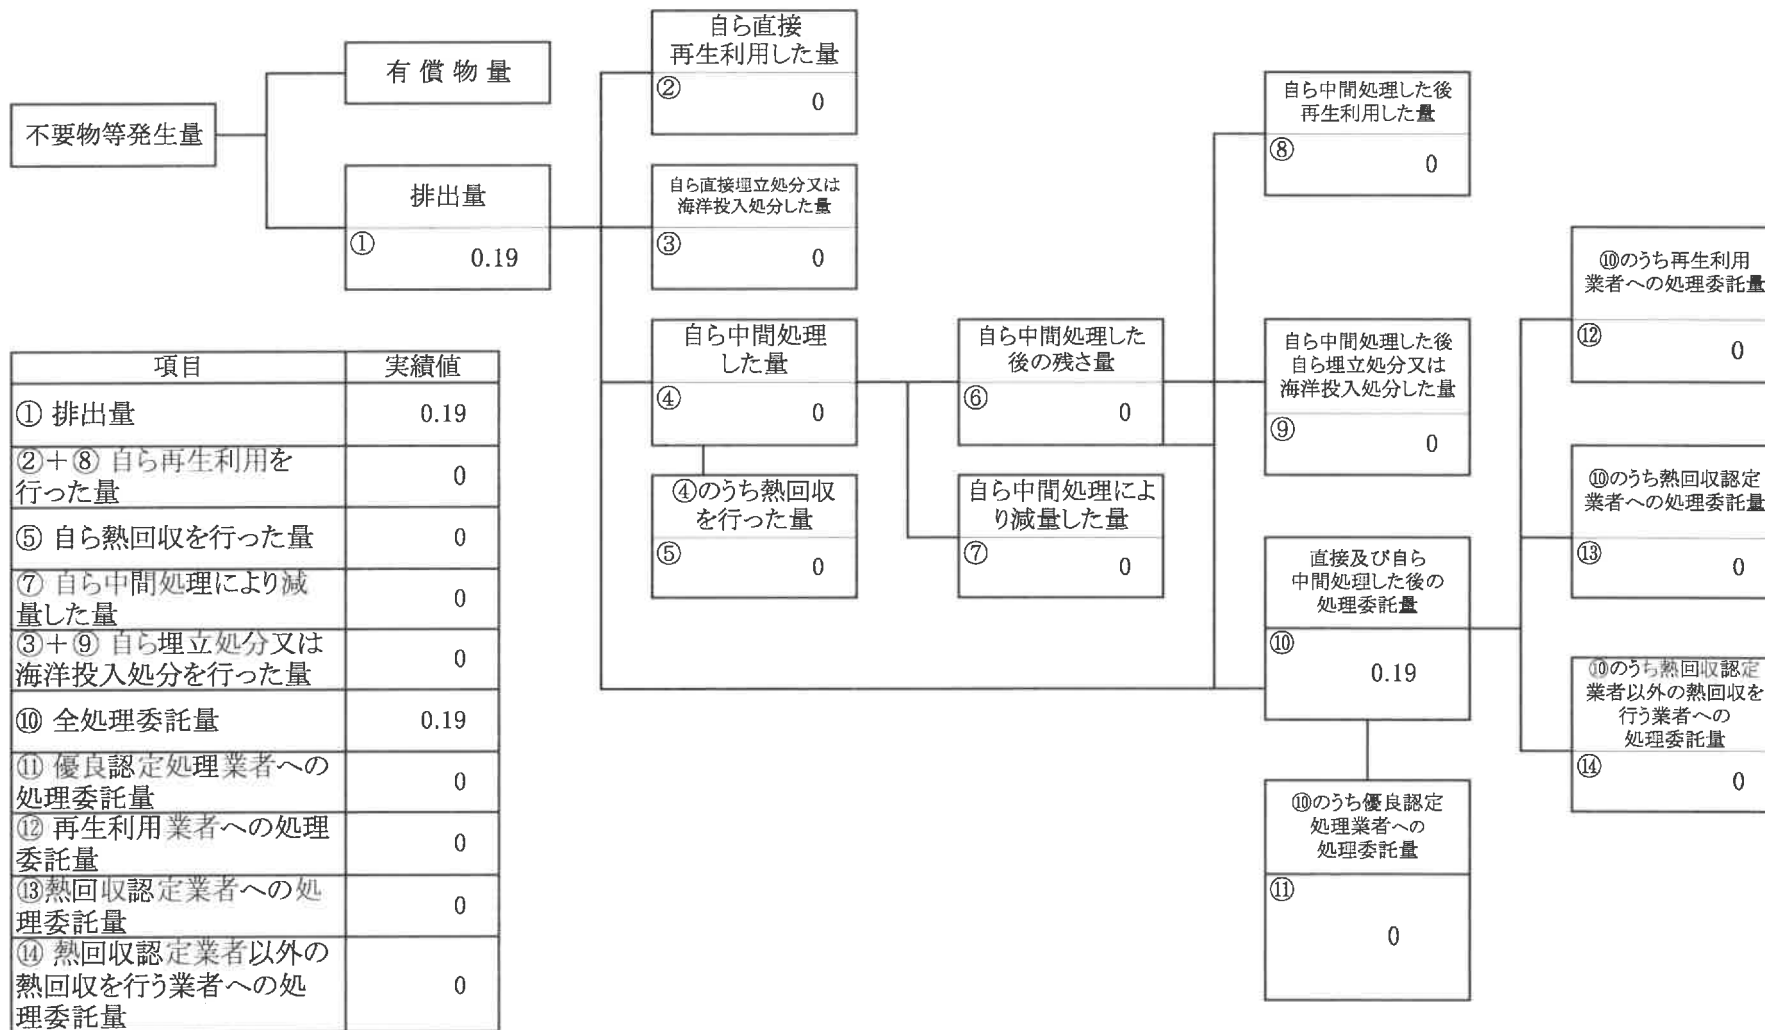 不要物等発生量
有償物量
排出量
① 0.19
自ら直接
再生利用した量
② 0
自ら直接埋立処分又は
海洋投入処分した量
③ 0
自ら中間処理
した量
④ 0
④のうち熱回収
を行った量
⑤ 0
自ら中間処理した
後の残さ量
⑥ 0
自ら中間処理によ
り減量した量
⑦ 0
自ら中間処理した後
再生利用した量
⑧ 0
自ら中間処理した後
自ら埋立処分又は
海洋投入処分した量
⑨ 0
直接及び自ら
中間処理した後の
処理委託量
⑩ 0.19
⑩のうち優良認定
処理業者への
処理委託量
⑪ 0
⑩のうち再生利用
業者への処理委託量
⑫ 0
⑩のうち熱回収認定
業者への処理委託量
⑬ 0
⑩のうち熱回収認定
業者以外の熱回収を
行う業者への
処理委託量
⑭ 0
項目 実績値
① 排出量 0.19
②+⑧ 自ら再生利用を
行った量 0
⑤ 自ら熱回収を行った量 0
⑦ 自ら中間処理により減
量した量 0
③+⑨ 自ら埋立処分又は
海洋投入処分を行った量 0
⑩ 全処理委託量 0.19
⑪ 優良認定処理業者への
処理委託量 0
⑫ 再生利用業者への処理
委託量 0
⑬熱回収認定業者への処
理委託量 0
⑭ 熱回収認定業者以外の
熱回収を行う業者への処
理委託量 0